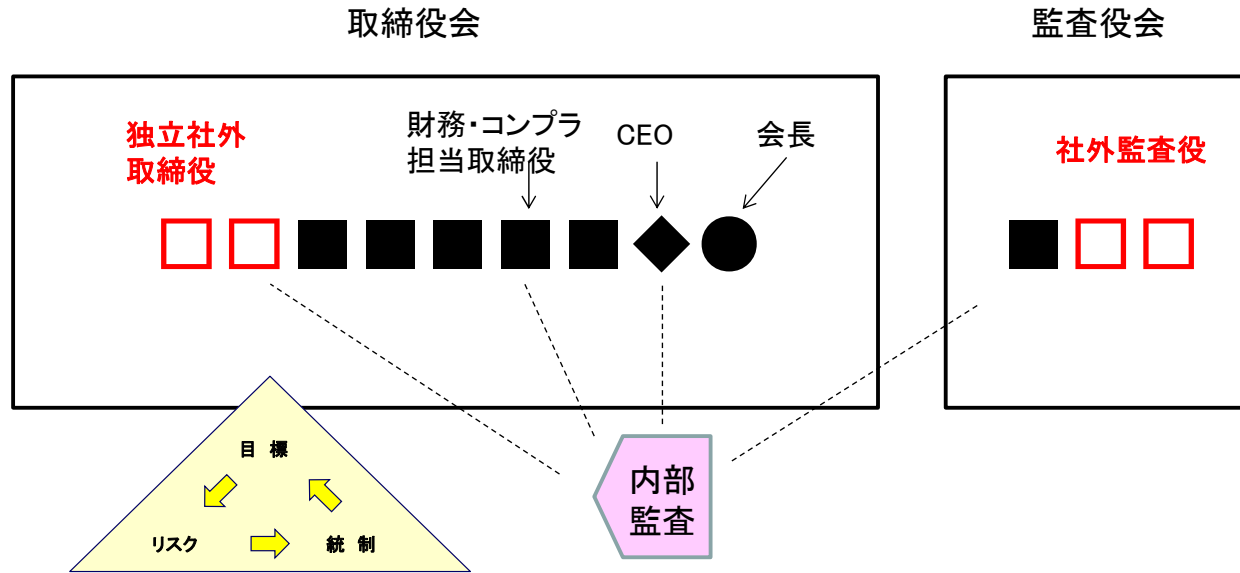 取締役会
監査役会
独立社外
取締役
財務・コンプラ
担当取締役
CEO
会長
社外監査役
目 標
リスク
統 制
内部
監査